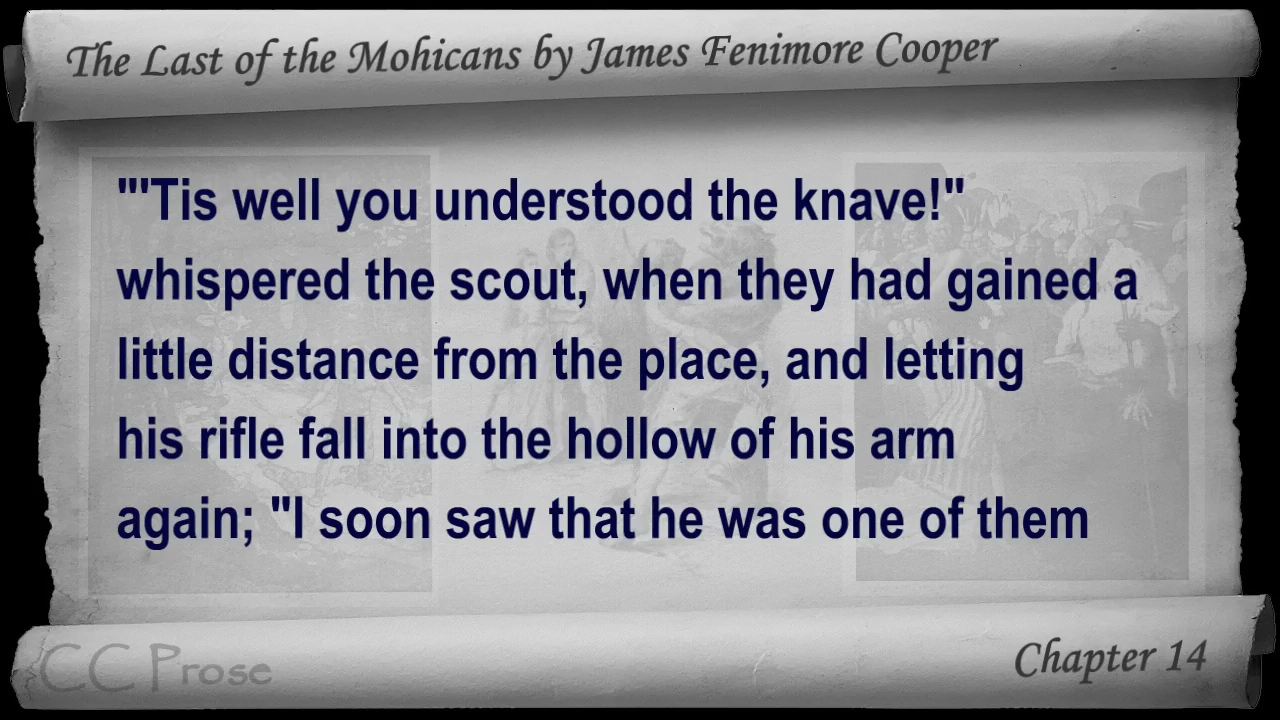 The Last of the Mohicans by James Fenimore Cooper
"'Tis well you understood the knave!"
whispered the scout, when they had gained a
little distance from the place, and letting
his rifle fall into the hollow of his arm
again; "I soon saw that he was one of them
CC Prose
Chapter 14